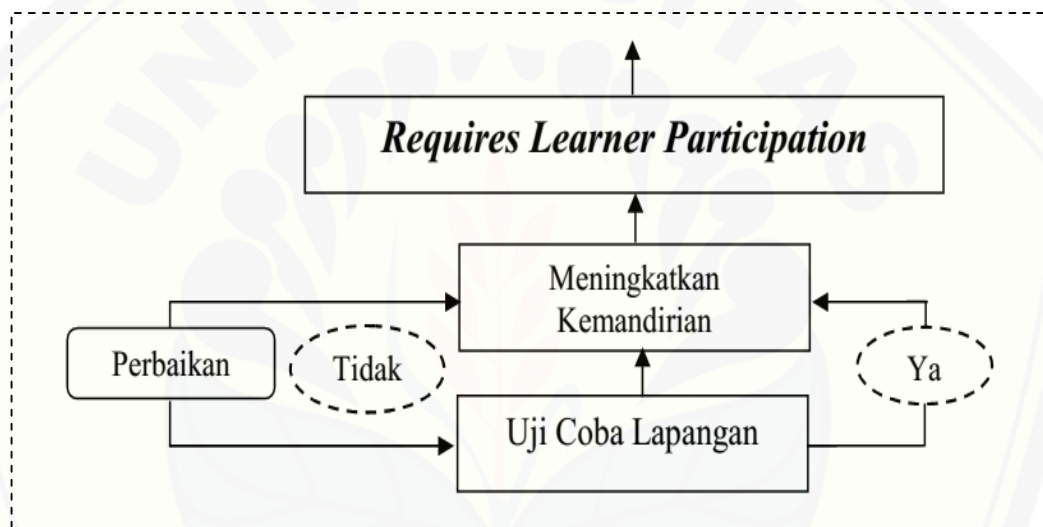 Requires Learner Participation
Meningkatkan
Kemandirian
Perbaikan
Tidak
Ya
Uji Coba Lapangan